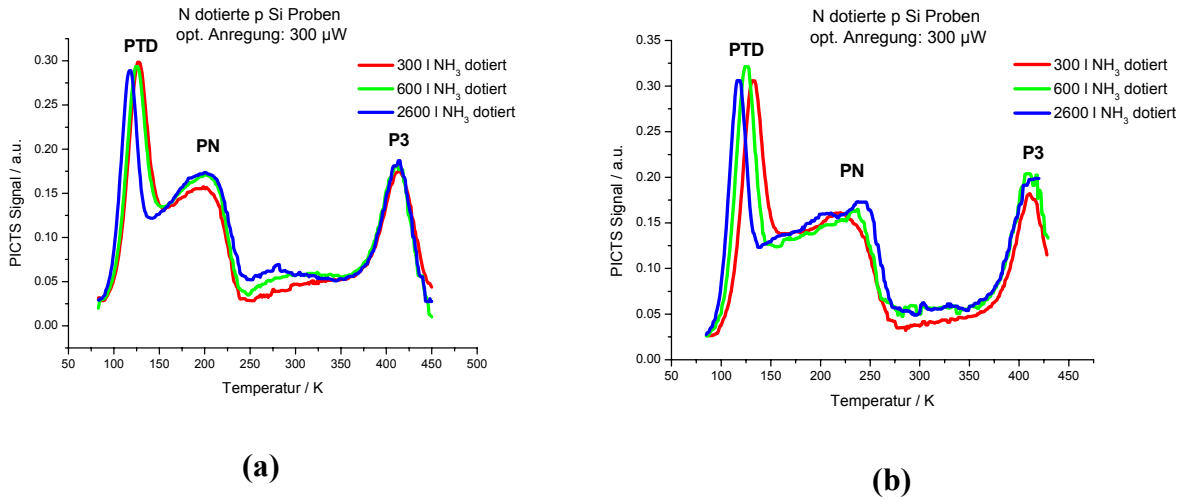 N dotierte p Si Proben
opt. Anregung: 300 µW
PTD
PN
P3
300 l NH₃ dotiert
600 l NH₃ dotiert
2600 l NH₃ dotiert
PICTS Signal / a.u.
0.30
0.25
0.20
0.15
0.10
0.05
0.00
50 100 150 200 250 300 350 400 450 500
Temperatur / K
(a)
N dotierte p Si Proben
opt. Anregung: 300 µW
PTD
PN
P3
300 l NH₃ dotiert
600 l NH₃ dotiert
2600 l NH₃ dotiert
PICTS Signal / a.u.
0.35
0.30
0.25
0.20
0.15
0.10
0.05
0.00
50 100 150 200 250 300 350 400 450
Temperatur / K
(b)